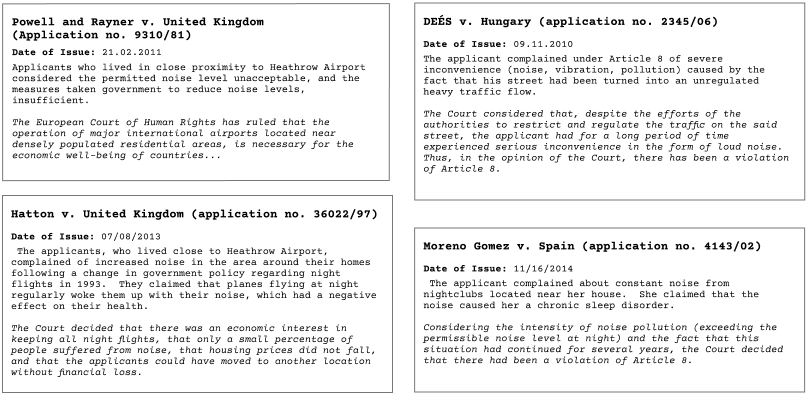 Powell and Rayner v. United Kingdom
(Application no. 9310/81)
Date of Issue: 21.02.2011
Applicants who lived in close proximity to Heathrow Airport
considered the permitted noise level unacceptable, and the
measures taken government to reduce noise levels,
insufficient.
The European Court of Human Rights has ruled that the
operation of major international airports located near
densely populated residential areas, is necessary for the
economic well-being of countries...
Hatton v. United Kingdom (application no. 36022/97)
Date of Issue: 07/08/2013
The applicants, who lived close to Heathrow Airport,
complained of increased noise in the area around their homes
following a change in government policy regarding night
flights in 1993. They claimed that planes flying at night
regularly woke them up with their noise, which had a negative
effect on their health.
The Court decided that there was an economic interest in
keeping all night flights, that only a small percentage of
people suffered from noise, that housing prices did not fall,
and that the applicants could have moved to another location
without financial loss.
DEÉS v. Hungary (application no. 2345/06)
Date of Issue: 09.11.2010
The applicant complained under Article 8 of severe
inconvenience (noise, vibration, pollution) caused by the
fact that his street had been turned into an unregulated
heavy traffic flow.
The Court considered that, despite the efforts of the
authorities to restrict and regulate the traffic on the said
street, the applicant had for a long period of time
experienced serious inconvenience in the form of loud noise.
Thus, in the opinion of the Court, there has been a violation
of Article 8.
Moreno Gomez v. Spain (application no. 4143/02)
Date of Issue: 11/16/2014
The applicant complained about constant noise from
nightclubs located near her house. She claimed that the
noise caused her a chronic sleep disorder.
Considering the intensity of noise pollution (exceeding the
permissible noise level at night) and the fact that this
situation had continued for several years, the Court decided
that there had been a violation of Article 8.